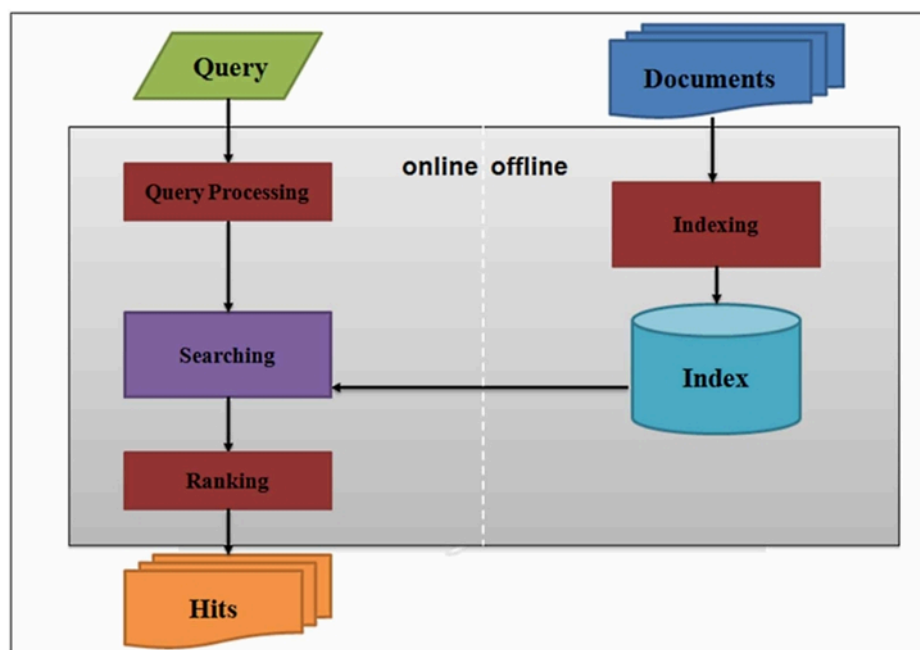 Query
Documents
online offline
Query Processing
Indexing
Searching
Index
Ranking
Hits